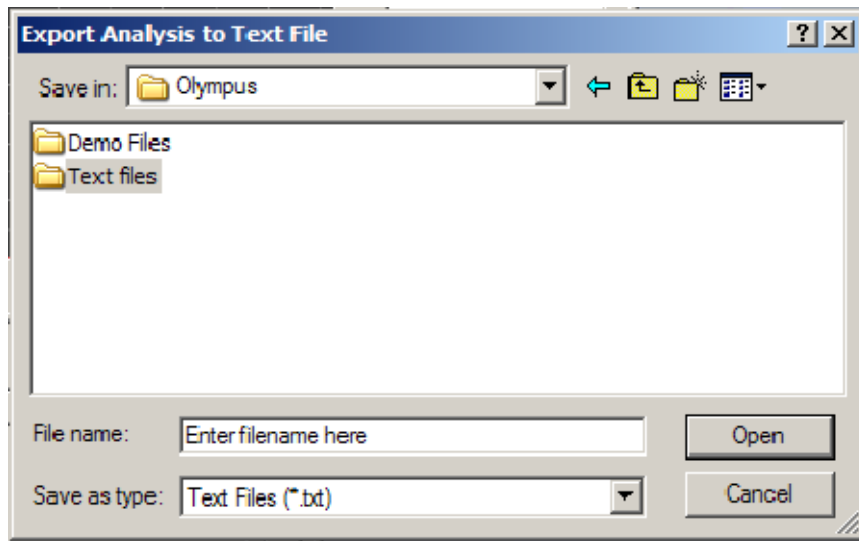 Export Analysis to Text File
Save in: Olympus
Demo Files
Text files
File name: Enter filename here Open
Save as type: Text Files (*.txt) Cancel